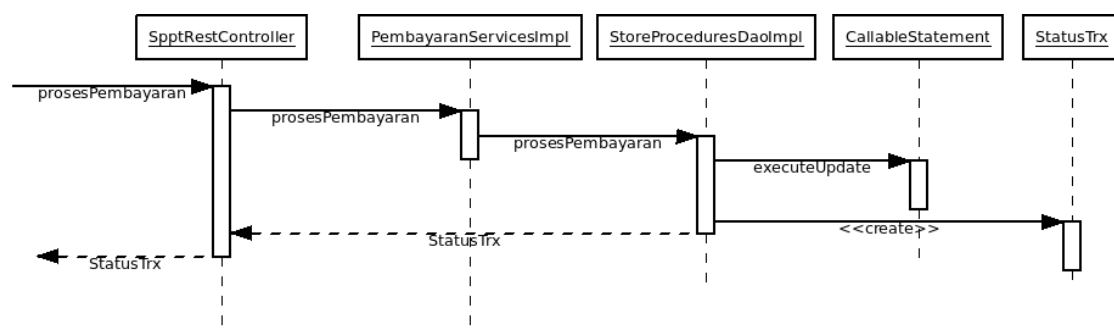 SpptRestController
PembayaranServicesImpl
StoreProceduresDaoImpl
CallableStatement
StatusTrx
prosesPembayaran
prosesPembayaran
prosesPembayaran
executeUpdate
<<create>>
StatusTrx
StatusTrx